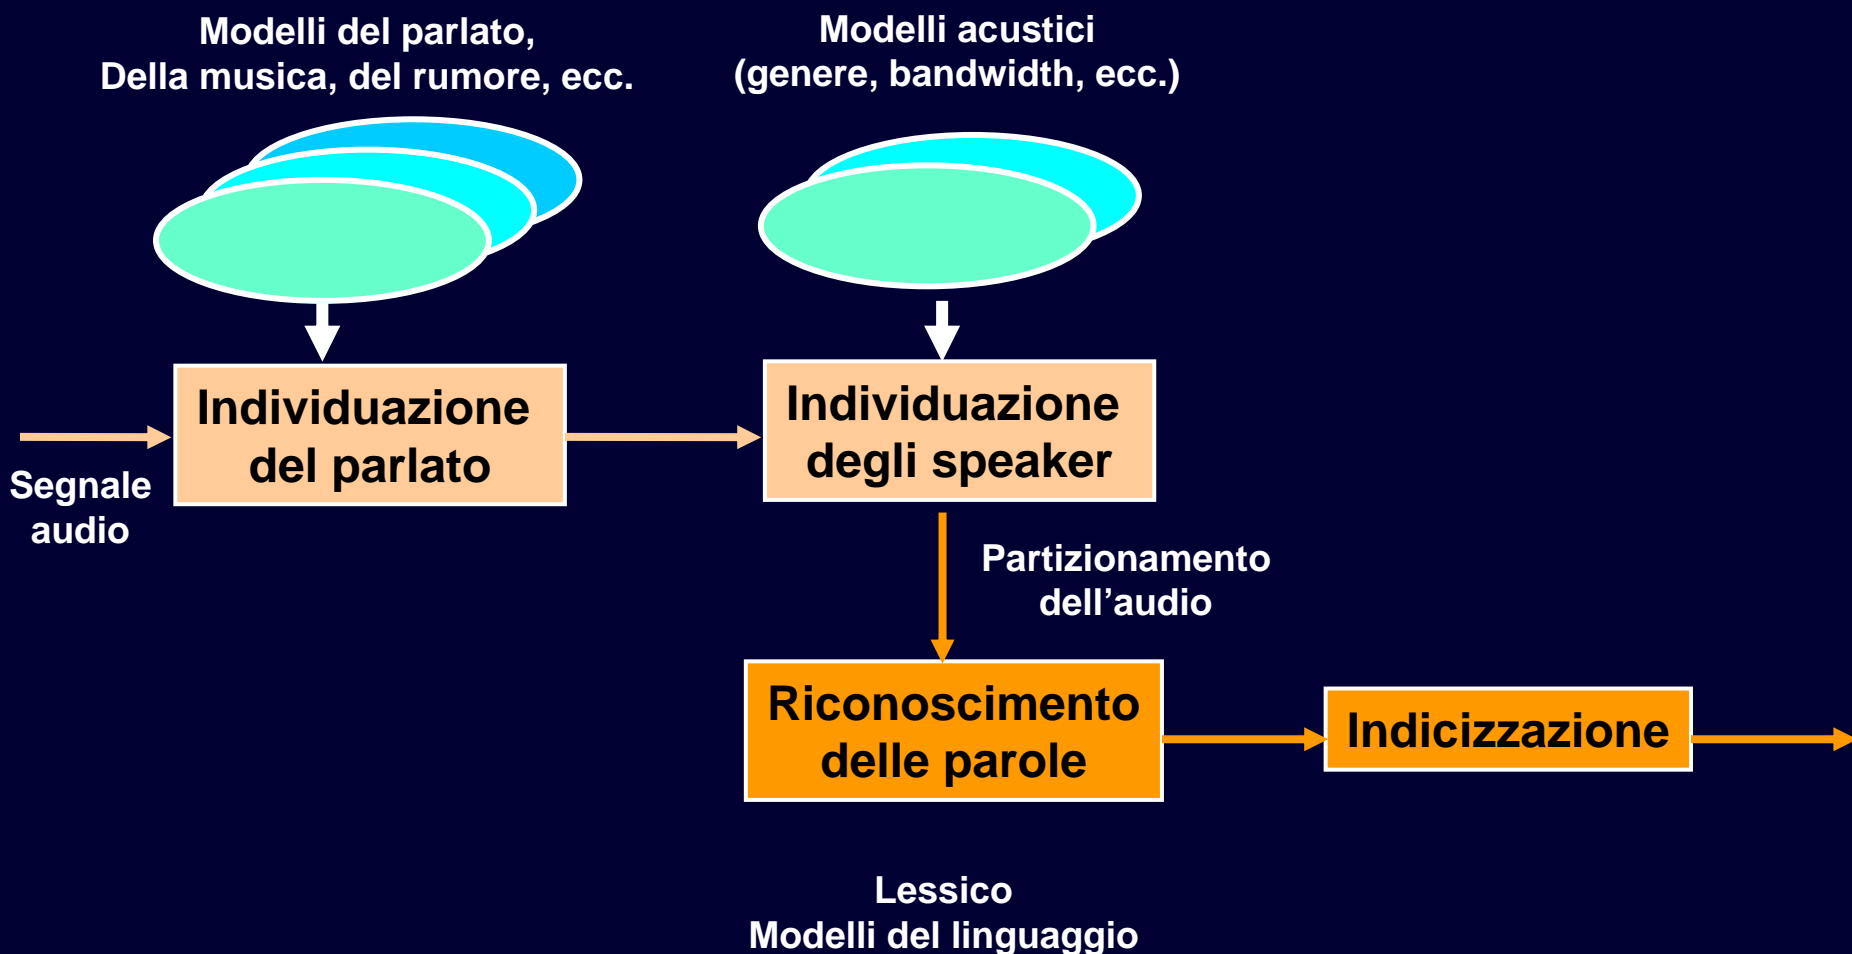 Modelli del parlato,
Della musica, del rumore, ecc.
Modelli acustici
(genere, bandwidth, ecc.)
Segnale
audio
Individuazione
del parlato
Individuazione
degli speaker
Partizionamento
dell’audio
Riconoscimento
delle parole
Indicizzazione
Lessico
Modelli del linguaggio